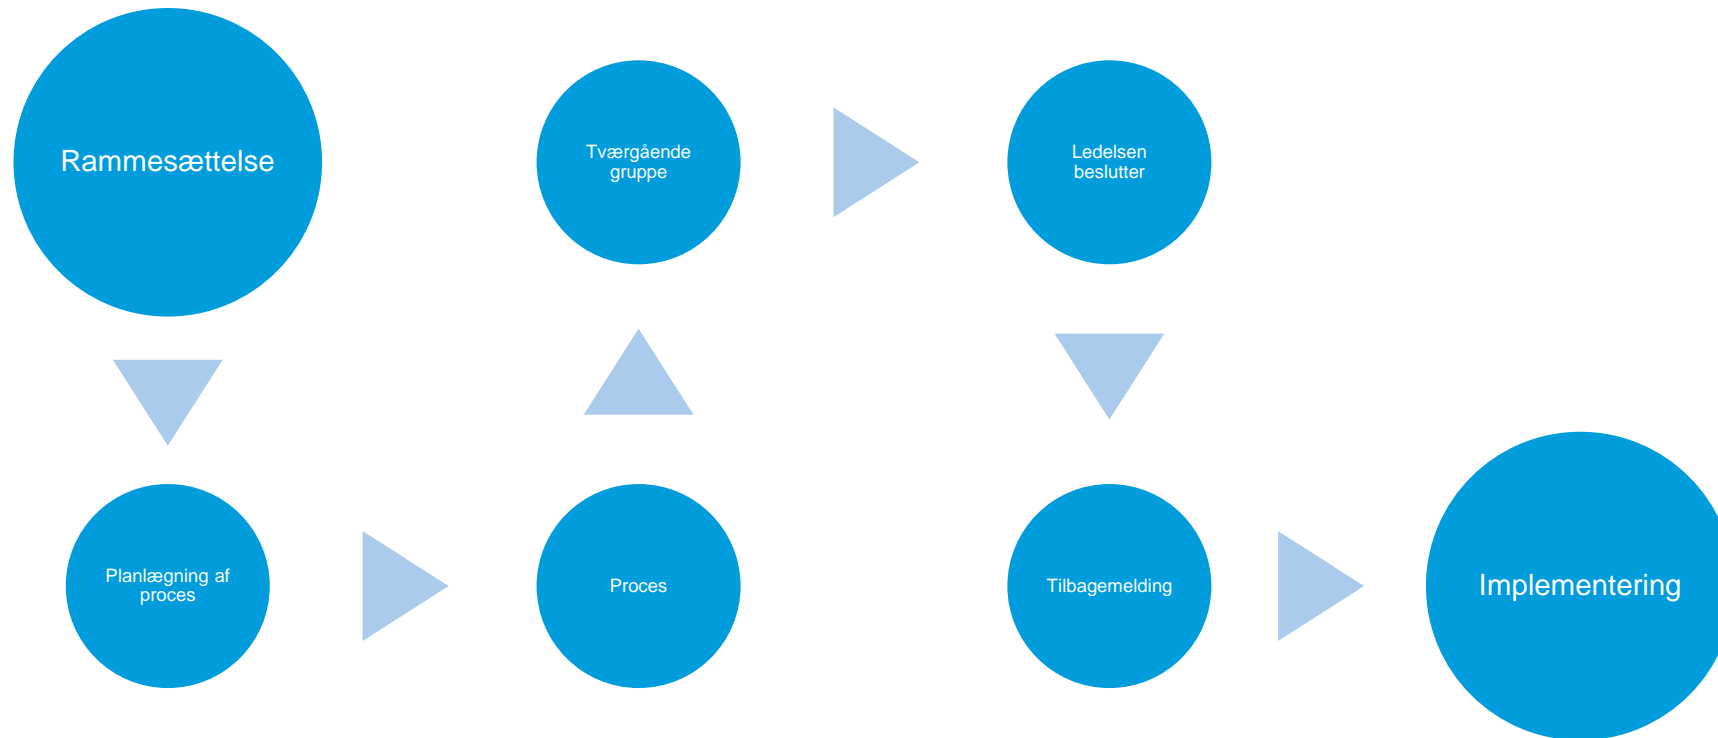 Rammesættelse
Planlægning af
proces
Proces
Tværgående
gruppe
Ledelsen
beslutter
Tilbagemelding
Implementering